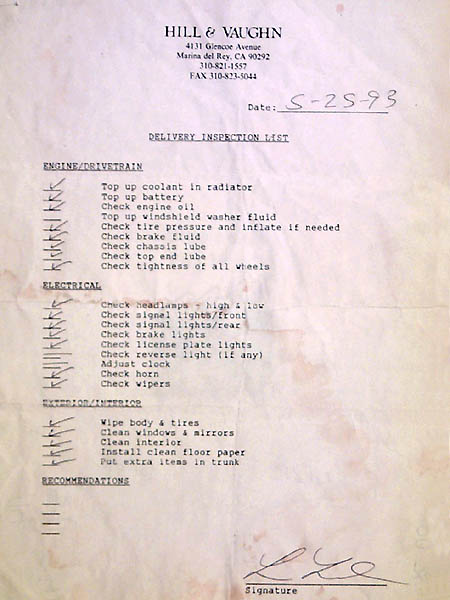 HILL & VAUGHN
4131 Glencoe Avenue
Marina del Rey, CA 90292
310-821-1557
FAX 310-823-5044
Date: 5-25-93
DELIVERY INSPECTION LIST
ENGINE/DRIVETRAIN
Top up coolant in radiator
Top up battery
Check engine oil
Top up windshield washer fluid
Check tire pressure and inflate if needed
Check brake fluid
Check chassis lube
Check top end lube
Check tightness of all wheels
ELECTRICAL
Check headlamps - high & low
Check signal lights/front
Check signal lights/rear
Check brake lights
Check license plate lights
Check reverse light (if any)
Adjust clock
Check horn
Check wipers
EXTERIOR/INTERIOR
Wipe body & tires
Clean windows & mirrors
Clean interior
Install clean floor paper
Put extra items in trunk
RECOMMENDATIONS
Signature